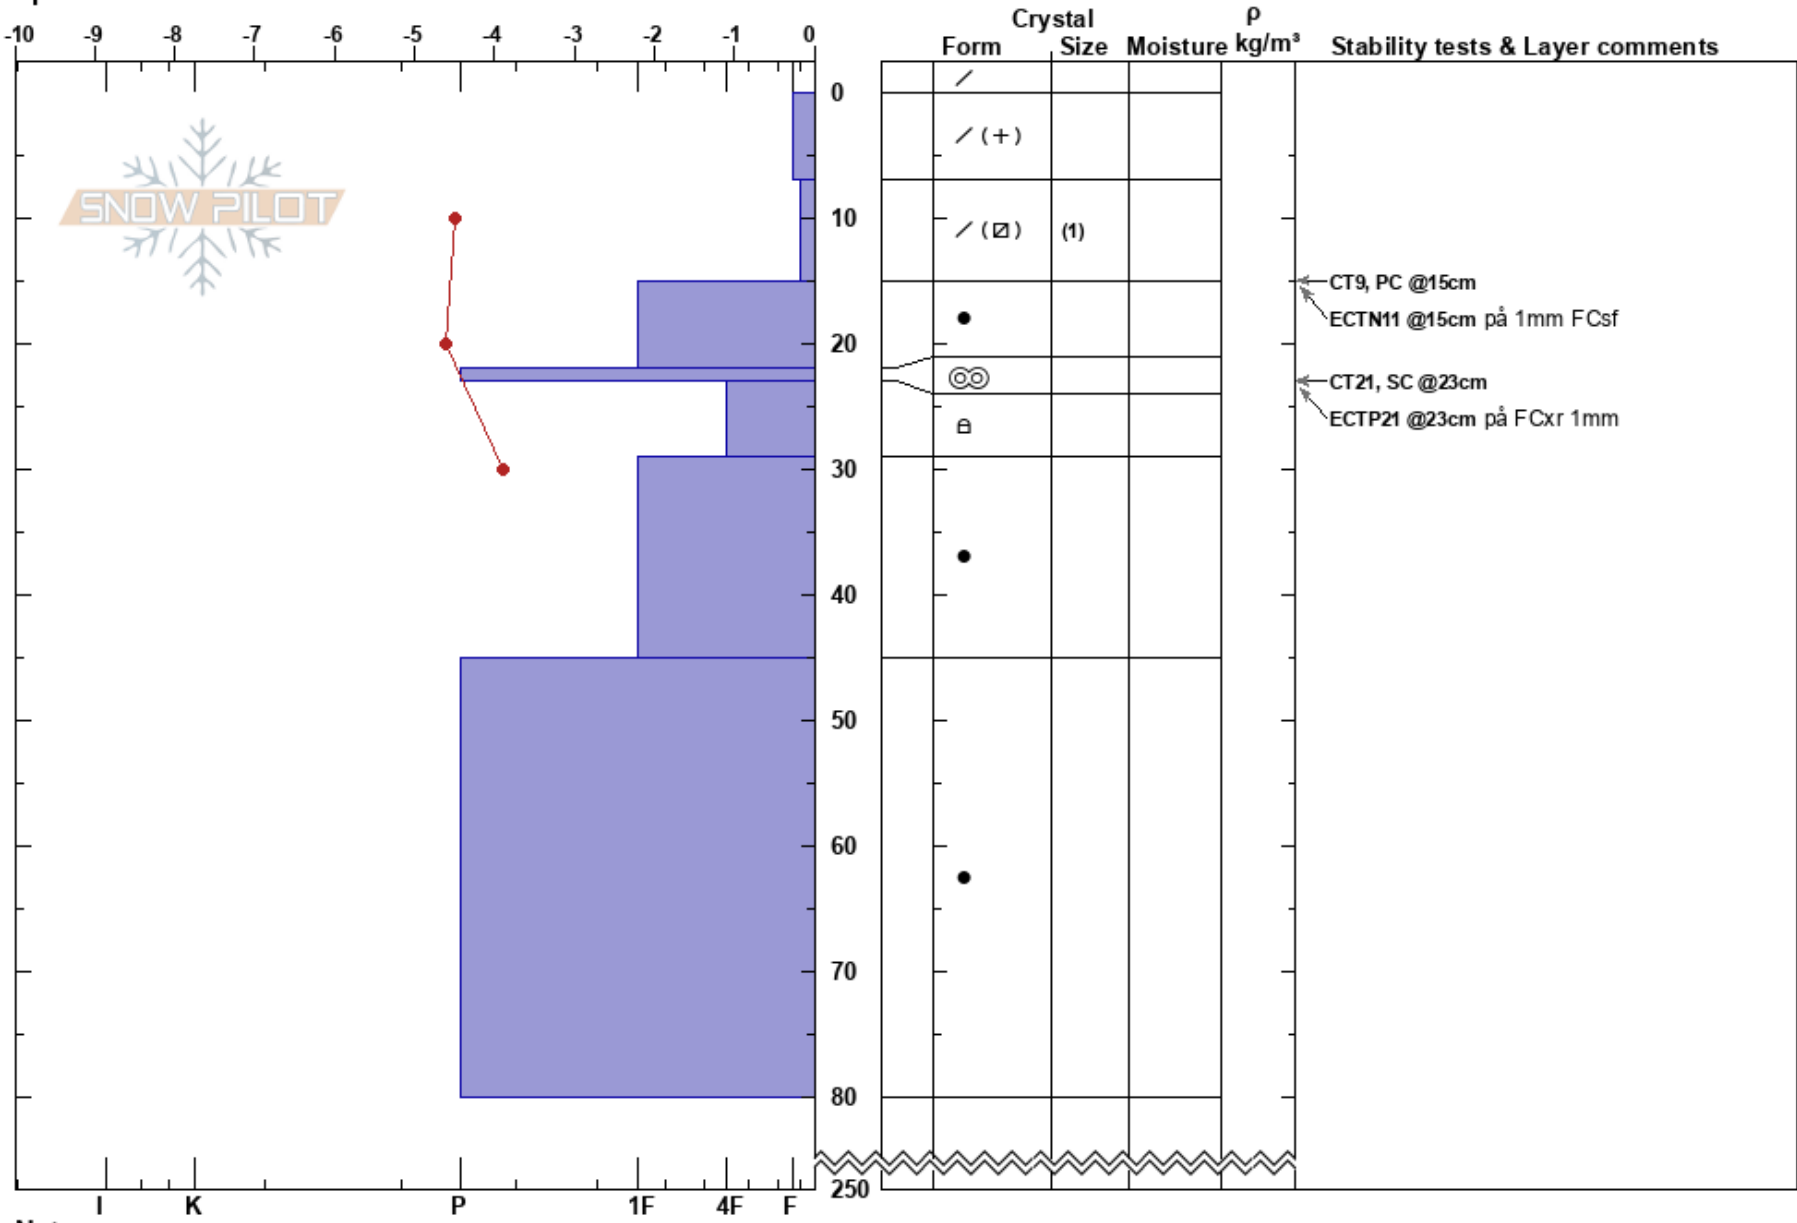 Crystal ρ
-10 -9 -8 -7 -6 -5 -4 -3 -2 -1 0 Form Size Moisture kg/m³ Stability tests & Layer comments
0
(+)
SNOW PILOT
10
(1)
CT9, PC @15cm
ECTN11 @15cm på 1mm FCsf
20
CT21, SC @23cm
ECTP21 @23cm på FCxr 1mm
30
40
50
60
70
80
250
I K P 1F 4F F